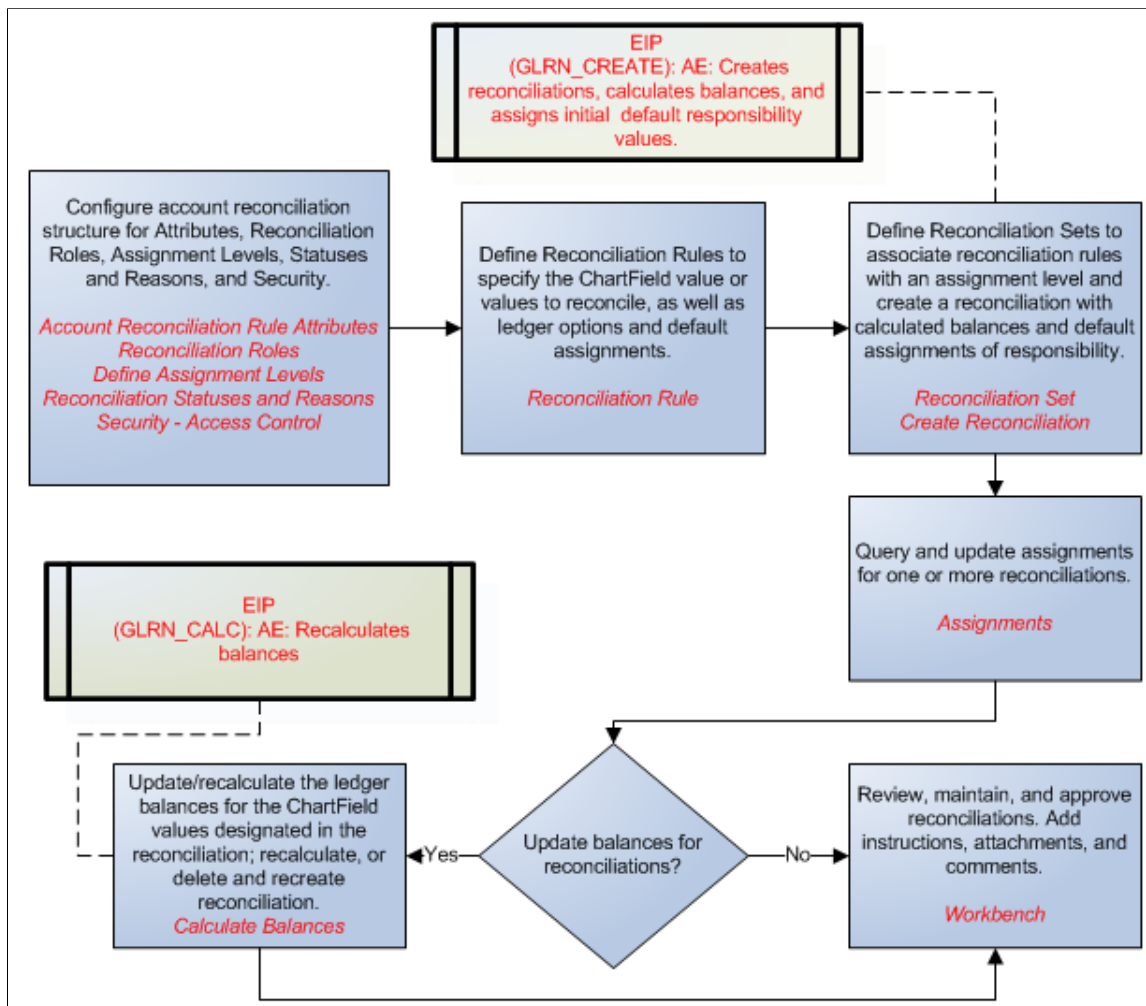 EIP
(GLRN_CREATE): AE: Creates
reconciliations, calculates balances, and
assigns initial default responsibility
values.
Configure account reconciliation
structure for Attributes, Reconciliation
Roles, Assignment Levels, Statuses
and Reasons, and Security.
Account Reconciliation Rule Attributes
Reconciliation Roles
Define Assignment Levels
Reconciliation Statuses and Reasons
Security - Access Control
Define Reconciliation Rules to
specify the ChartField value or
values to reconcile, as well as
ledger options and default
assignments.
Reconciliation Rule
Define Reconciliation Sets to
associate reconciliation rules
with an assignment level and
create a reconciliation with
calculated balances and default
assignments of responsibility.
Reconciliation Set
Create Reconciliation
Query and update assignments
for one or more reconciliations.
Assignments
EIP
(GLRN_CALC): AE: Recalculates
balances
Update/recalculate the ledger
balances for the ChartField
values designated in the
reconciliation; recalculate, or
delete and recreate
reconciliation.
Calculate Balances
Yes
Update balances for
reconciliations?
No
Review, maintain, and approve
reconciliations. Add
instructions, attachments, and
comments.
Workbench